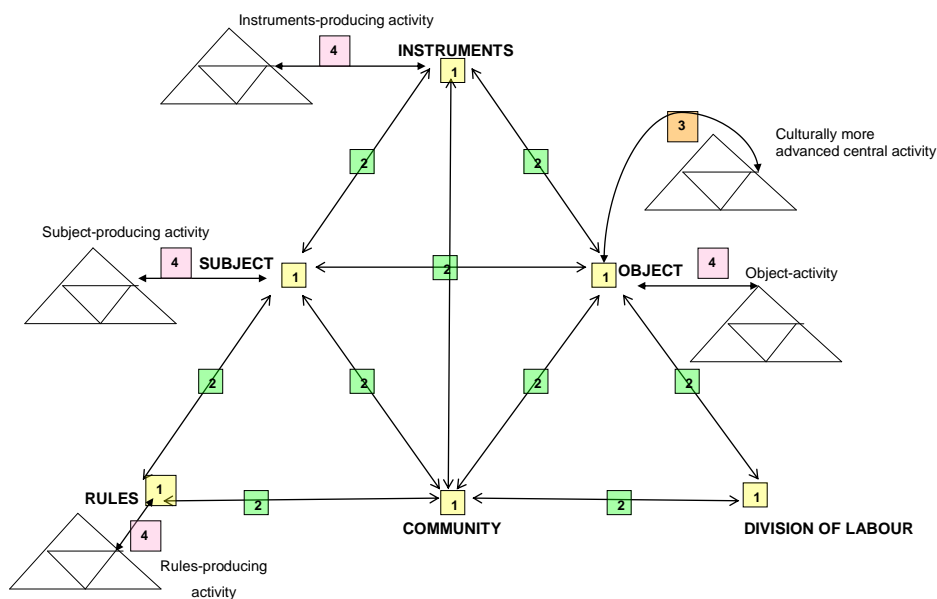 Instruments-producing activity
4
INSTRUMENTS
1
3
Culturally more
advanced central activity
2
2
Subject-producing activity
4
SUBJECT
1
2
1
OBJECT
4
Object-activity
2
2
2
2
RULES
1
2
1
2
1
COMMUNITY
DIVISION OF LABOUR
4
Rules-producing
activity